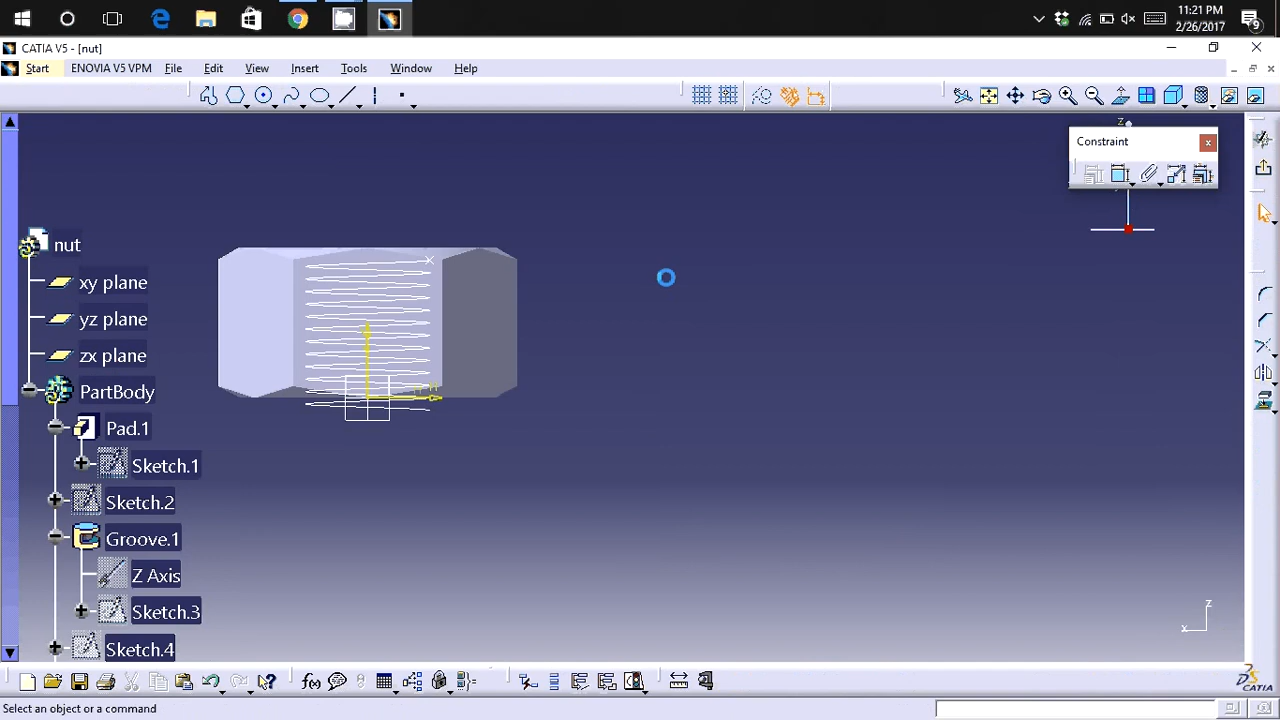 11:21 PM
2/26/2017
9
CATIA V5 - [nut]
Start ENOVIA V5 VPM File Edit View Insert Tools Window Help
z
Constraint
nut
xy plane
yz plane
zx plane
PartBody
Pad.1
Sketch.1
Sketch.2
Groove.1
Z Axis
Sketch.3
Sketch.4
H
z
x
f(x)
CATIA
Select an object or a command